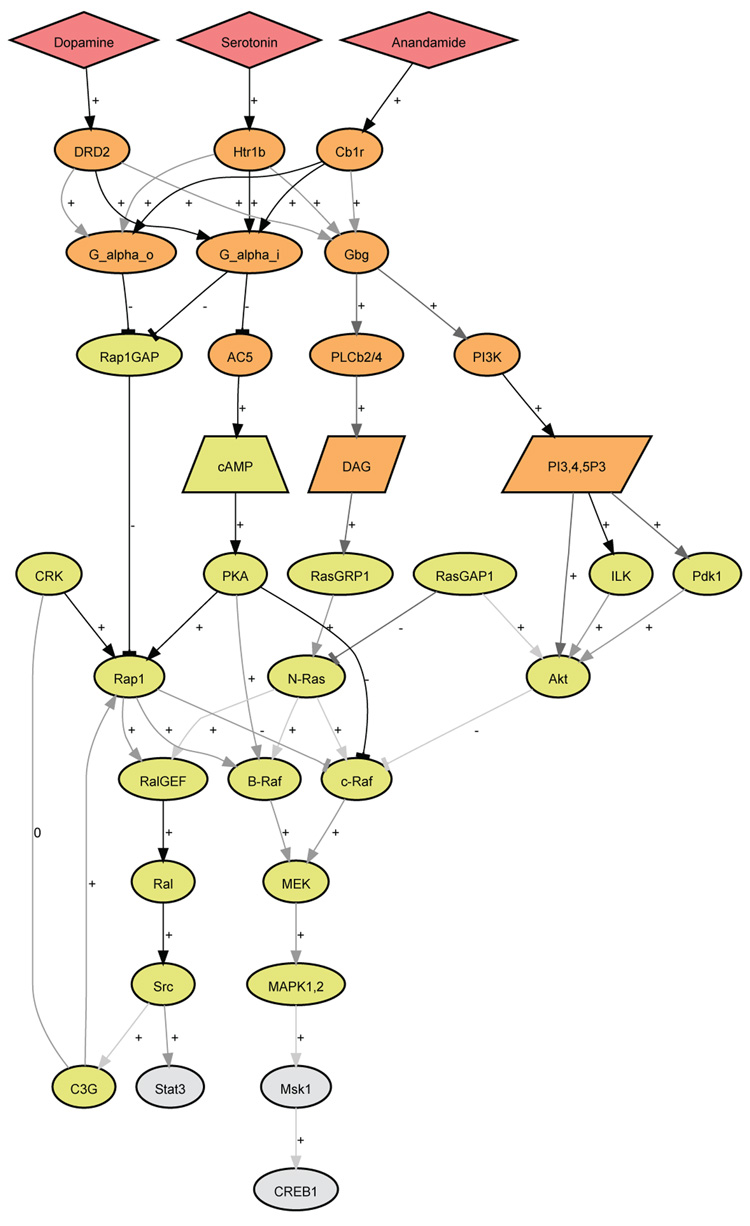 Dopamine Serotonin Anandamide
+ + +
DRD2 Htr1b Cb1r
+ + + + + + + +
G_alpha_o G_alpha_i Gbg
- - - + +
Rap1GAP AC5 PLCb2/4 PI3K
+ + +
cAMP DAG PI3,4,5P3
- + + + +
CRK PKA RasGRP1 RasGAP1 ILK Pdk1
+
+ + + - + + +
Rap1 N-Ras Akt
+ -
+ + + - + + -
RalGEF B-Raf c-Raf
0 + + +
Ral MEK
+ + +
Src MAPK1,2
+ + +
C3G Stat3 Msk1
+
CREB1